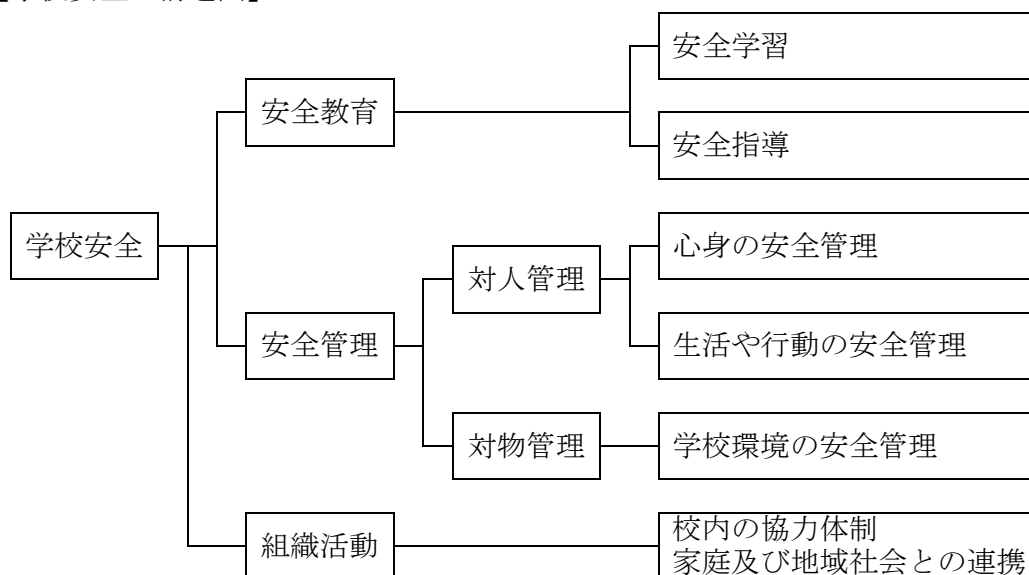 安全学習
安全教育
安全指導
学校安全
心身の安全管理
対人管理
安全管理
生活や行動の安全管理
対物管理
学校環境の安全管理
組織活動
校内の協力体制
家庭及び地域社会との連携